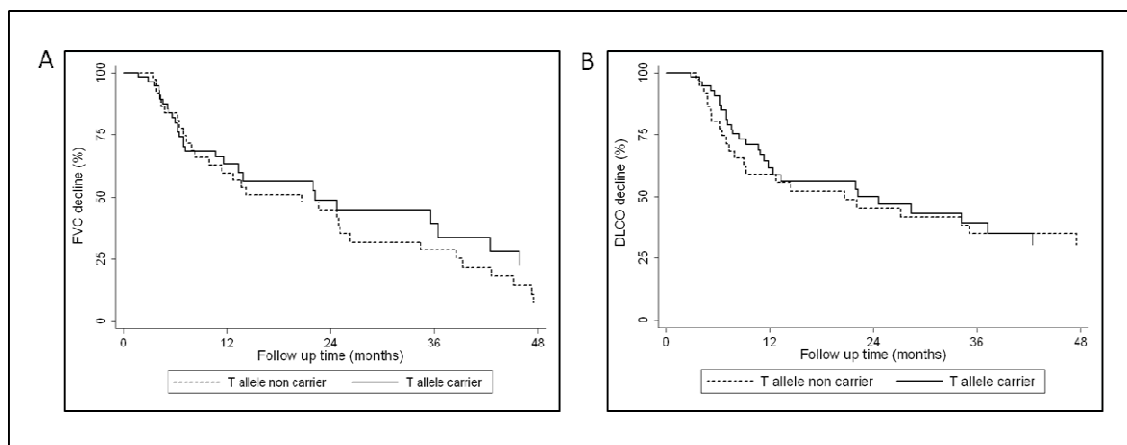 A
FVC decline (%)
100
75
50
25
0
0 12 24 36 48
Follow up time (months)
T allele non carrier T allele carrier
B
DLCO decline (%)
100
75
50
25
0
0 12 24 36 48
Follow up time (months)
T allele non carrier T allele carrier